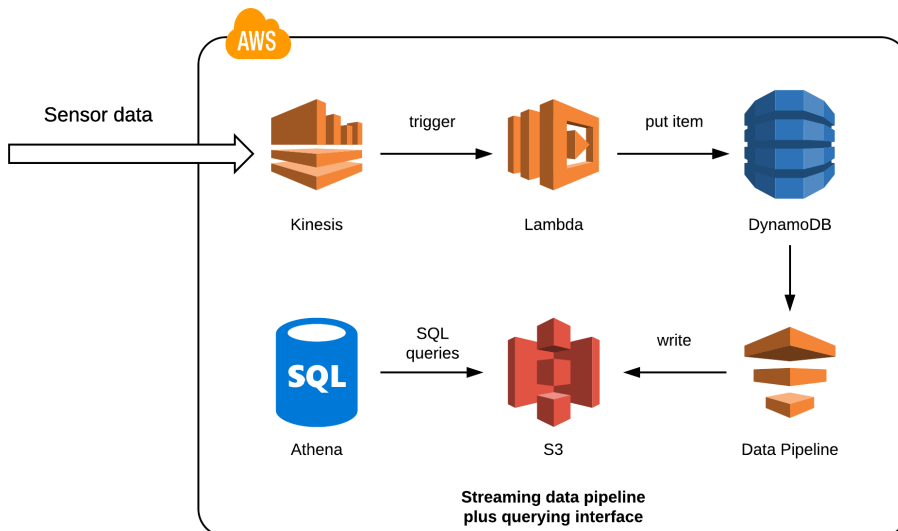 AWS
Sensor data
trigger
put item
Kinesis
Lambda
DynamoDB
SQL
queries
write
SQL
Athena
S3
Data Pipeline
Streaming data pipeline
plus querying interface